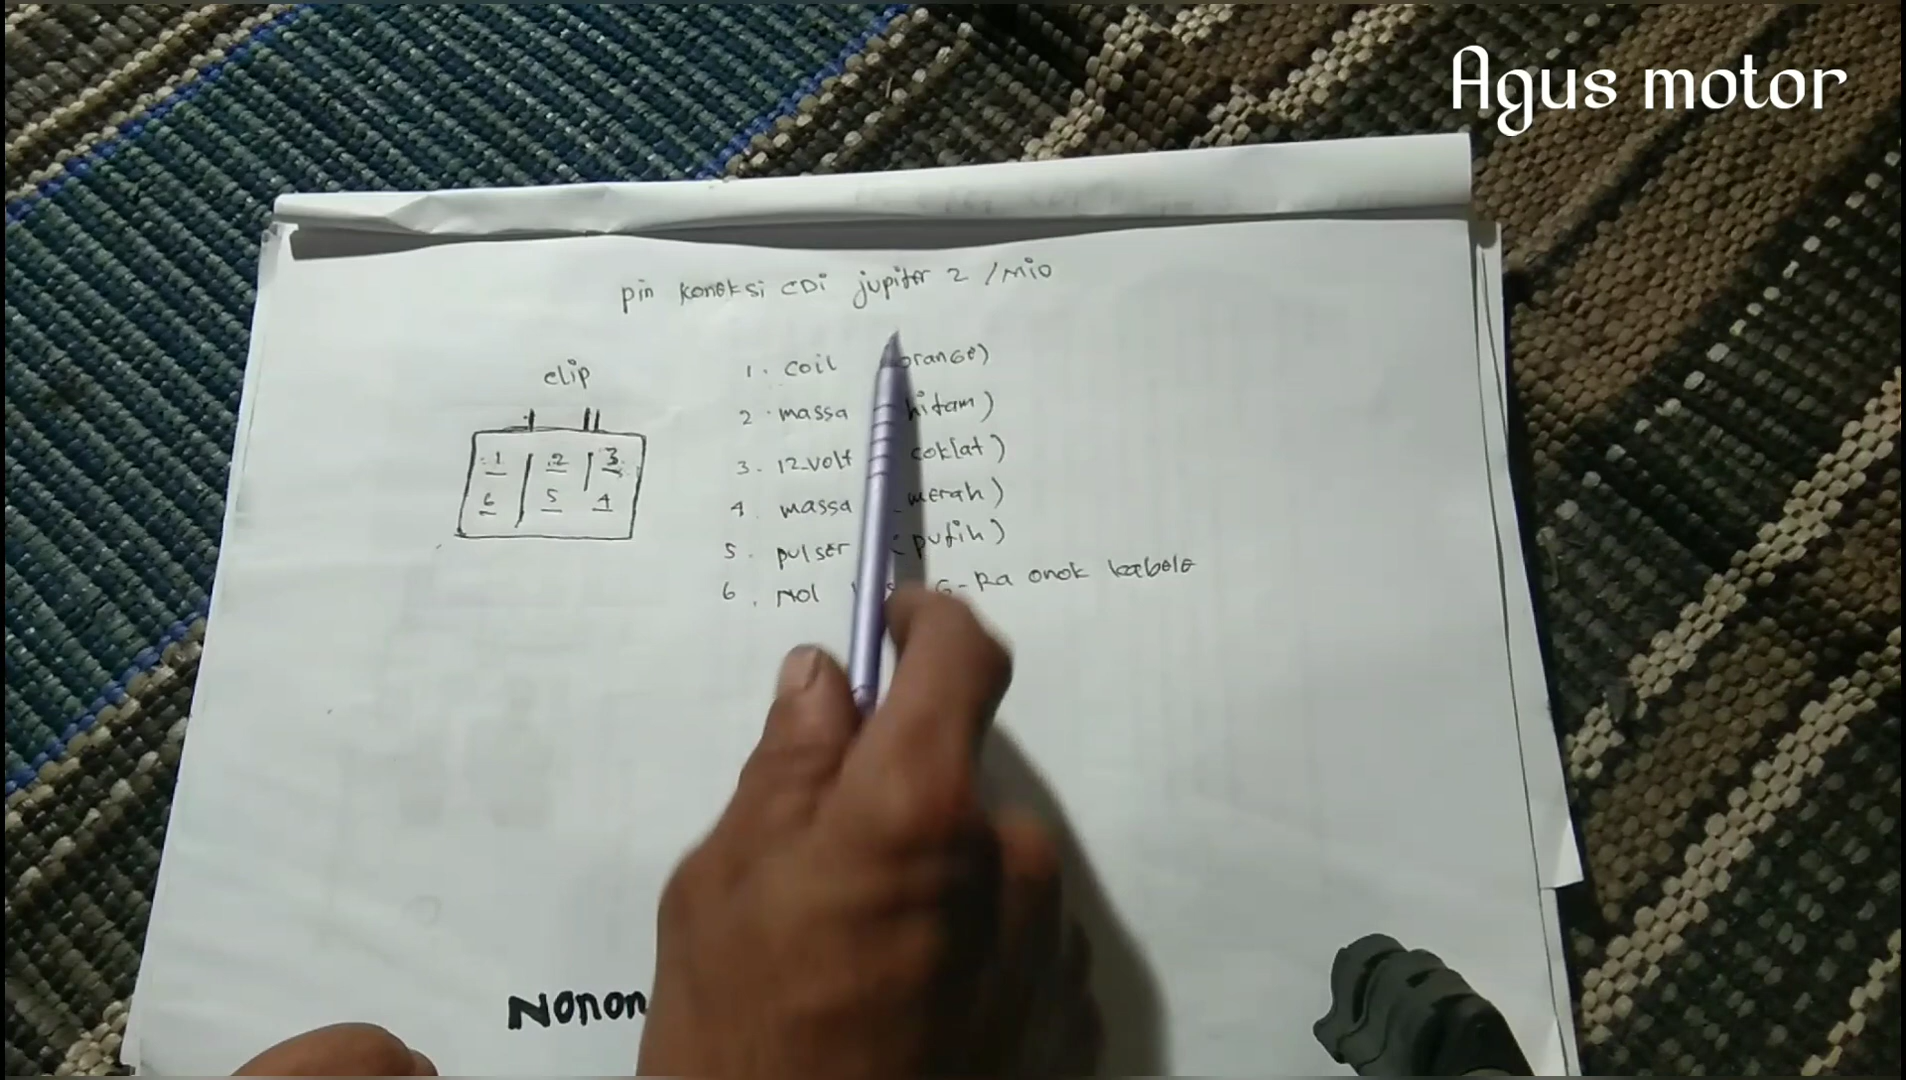 Agus motor
pin koneksi CDi jupiter 2 / Mio
clip
1 2 3
6 5 4
1. coil orange)
2. massa hitam)
3. 12 volt coklat)
4. massa merah)
5. pulser (putih)
6. Nol G-Ra onok kabele
Nonon